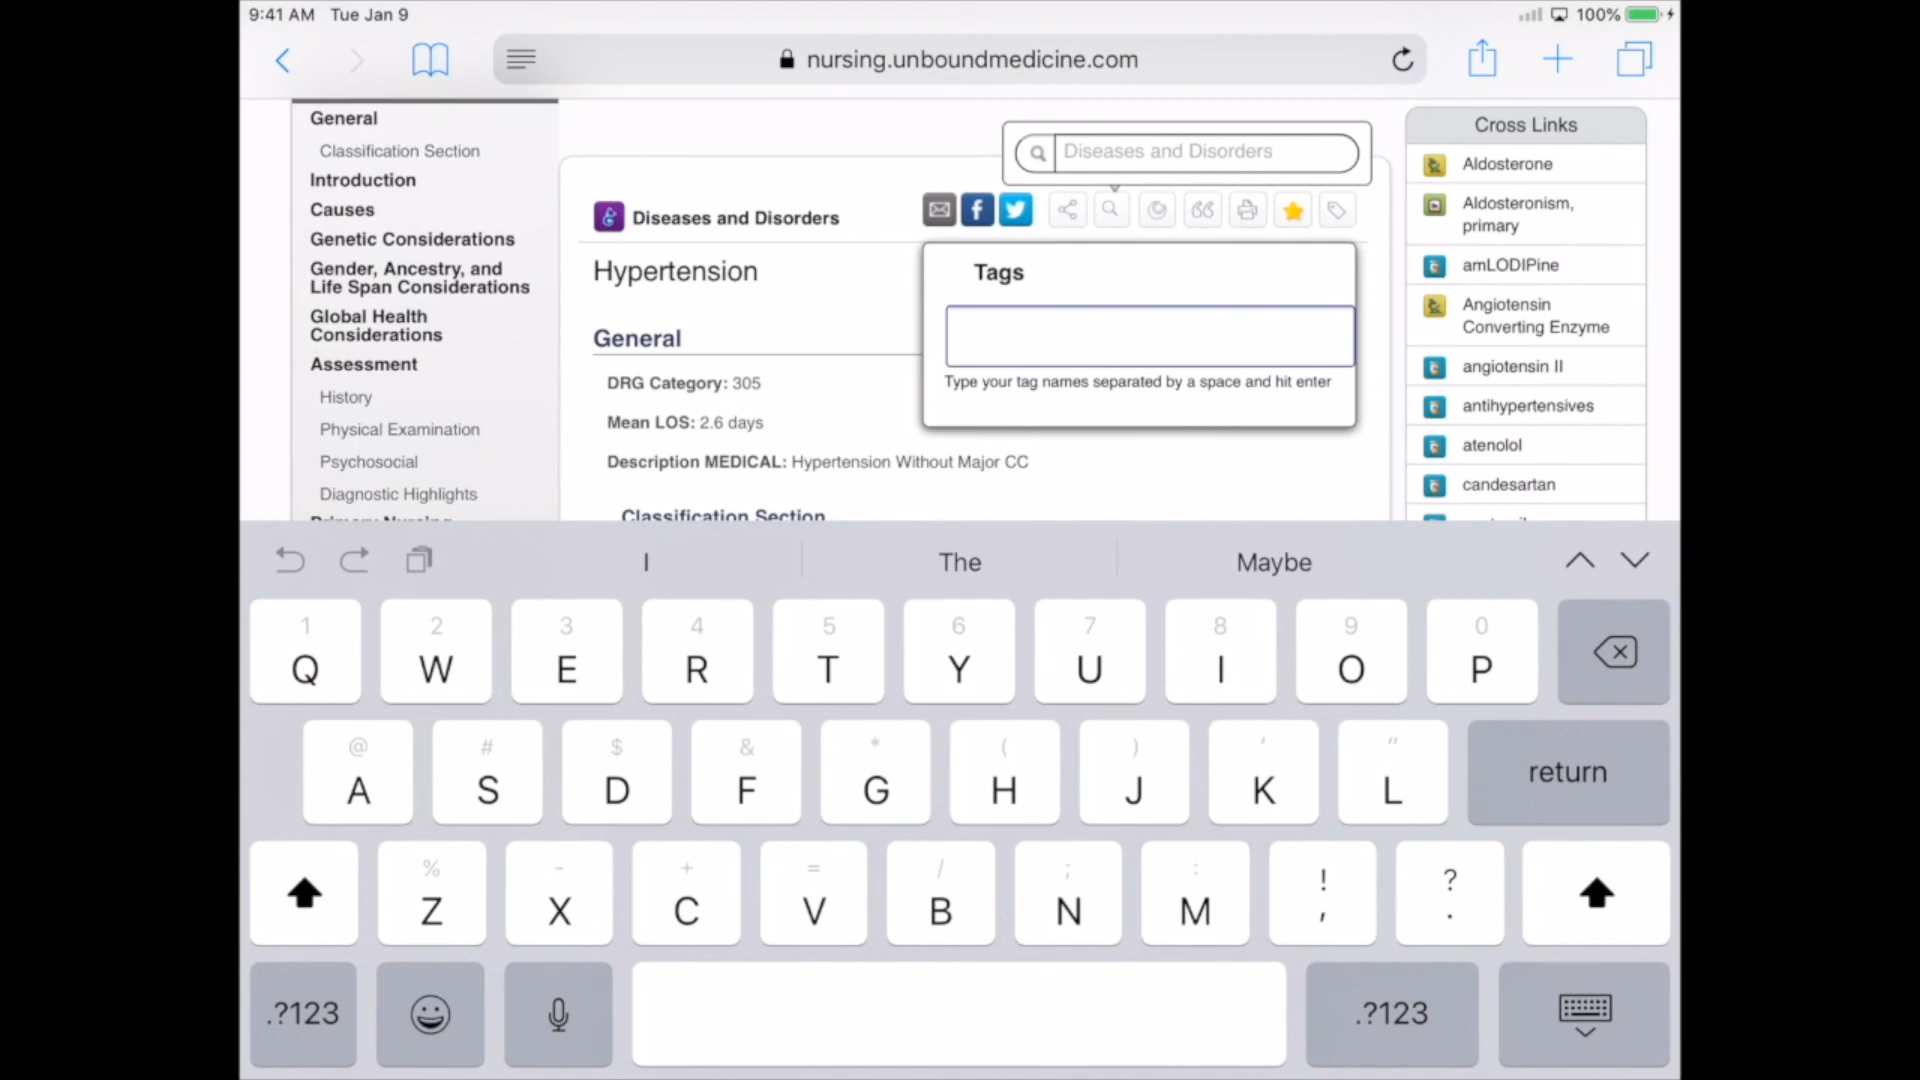 9:41 AM Tue Jan 9
100%
nursing.unboundmedicine.com
General
Classification Section
Introduction
Causes
Genetic Considerations
Gender, Ancestry, and
Life Span Considerations
Global Health
Considerations
Assessment
History
Physical Examination
Psychosocial
Diagnostic Highlights
Diseases and Disorders
Diseases and Disorders
Hypertension
General
DRG Category: 305
Mean LOS: 2.6 days
Description MEDICAL: Hypertension Without Major CC
Classification Section
Tags
Type your tag names separated by a space and hit enter
Cross Links
Aldosterone
Aldosteronism,
primary
amLODIPine
Angiotensin
Converting Enzyme
angiotensin II
antihypertensives
atenolol
candesartan
I The Maybe
1 2 3 4 5 6 7 8 9 0
Q W E R T Y U I O P
@ # $ & * ( ) ' "
A S D F G H J K L return
% - + = / ; : ! ?
Z X C V B N M , .
.?123 .?123